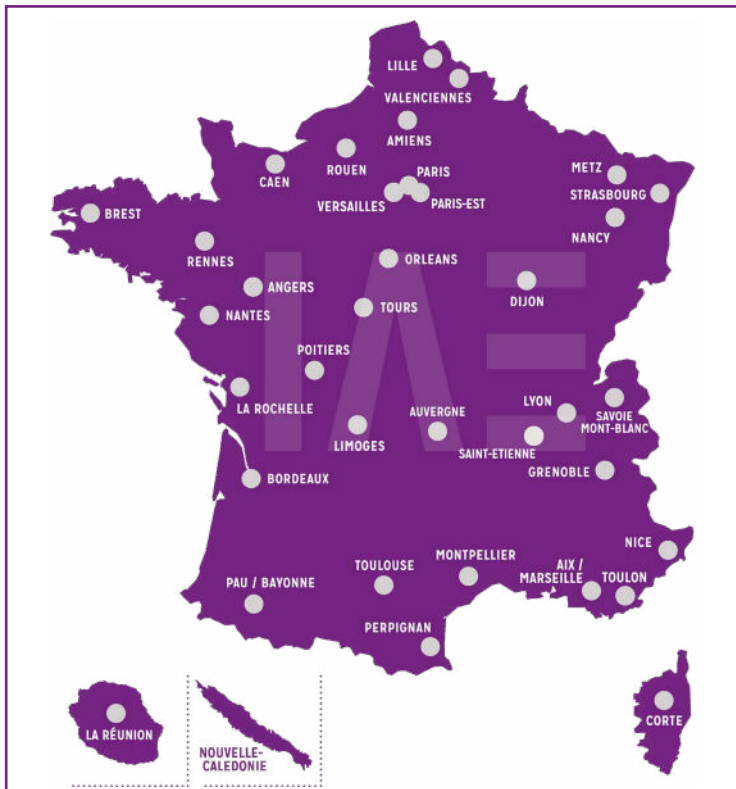 LILLE
VALENCIENNES
AMIENS
ROUEN
CAEN
PARIS
VERSAILLES
PARIS-EST
METZ
STRASBOURG
NANCY
BREST
RENNES
ORLEANS
ANGERS
DIJON
NANTES
TOURS
IAE
POITIERS
LA ROCHELLE
LIMOGES
AUVERGNE
LYON
SAVOIE
MONT-BLANC
SAINT-ETIENNE
GRENOBLE
BORDEAUX
NICE
MONTPELLIER
TOULOUSE
AIX /
MARSEILLE
TOULON
PAU / BAYONNE
PERPIGNAN
LA RÉUNION
NOUVELLE-
CALEDONIE
CORTE